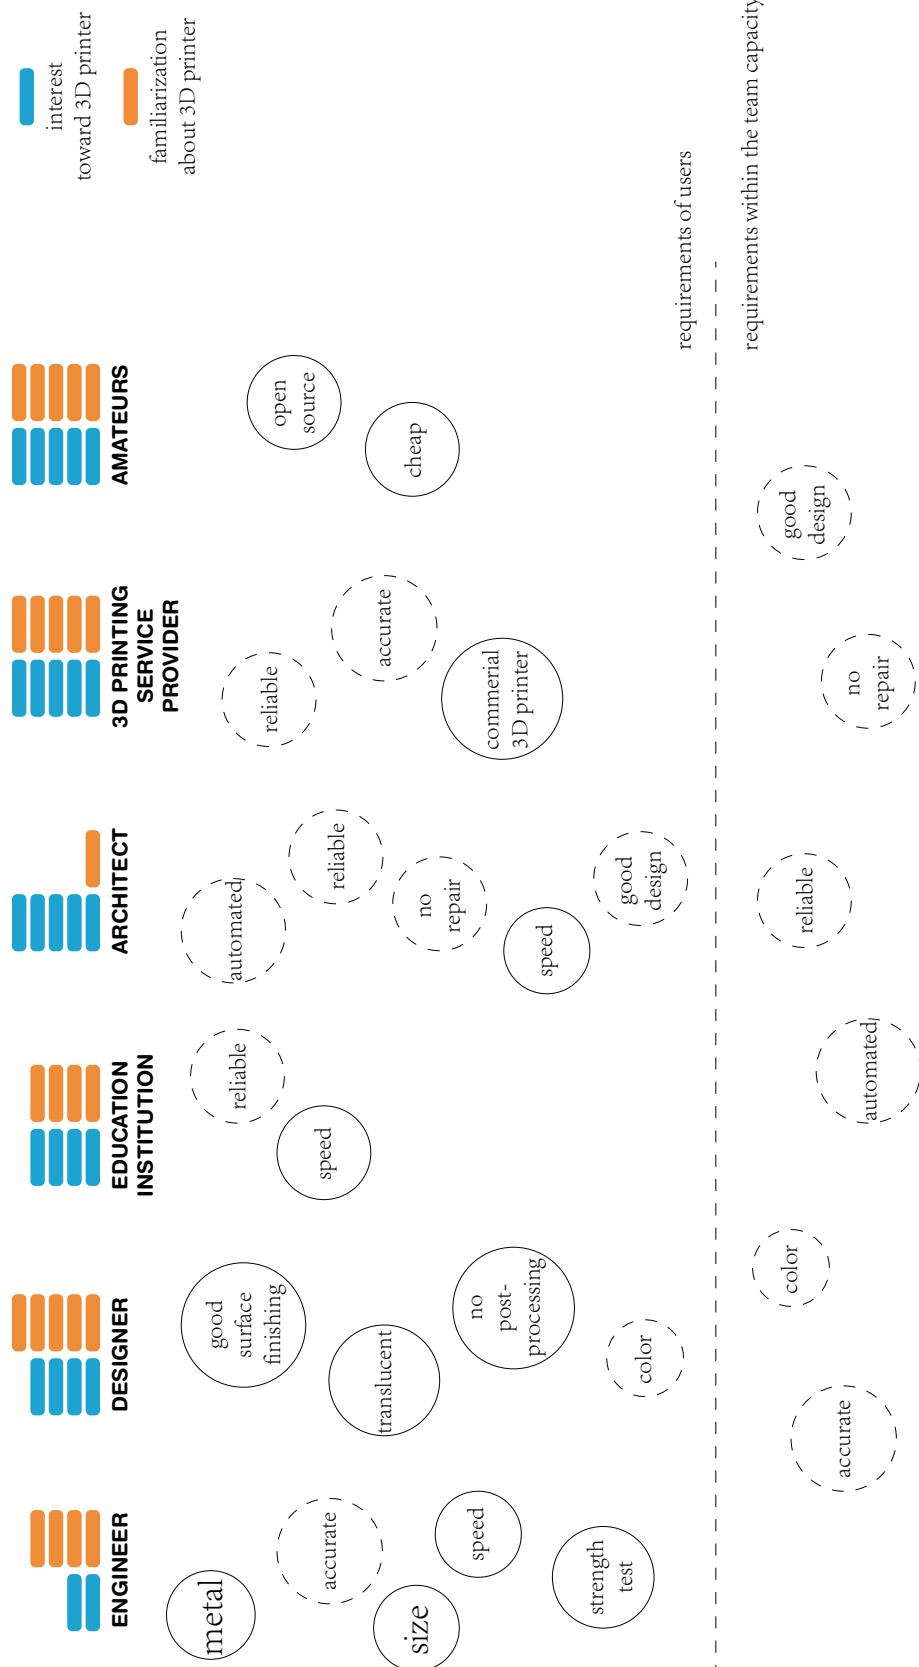 ENGINEER
metal
accurate
size
speed
strength
test
DESIGNER
good
surface
finishing
translucent
no
post-
processing
color
EDUCATION
INSTITUTION
reliable
speed
ARCHITECT
automated
reliable
no
repair
speed
good
design
3D PRINTING
SERVICE
PROVIDER
reliable
accurate
commerial
3D printer
AMATEURS
open
source
cheap
interest
toward 3D printer
familiarization
about 3D printer
requirements of users
requirements within the team capacity
accurate
color
automated
reliable
no
repair
good
design